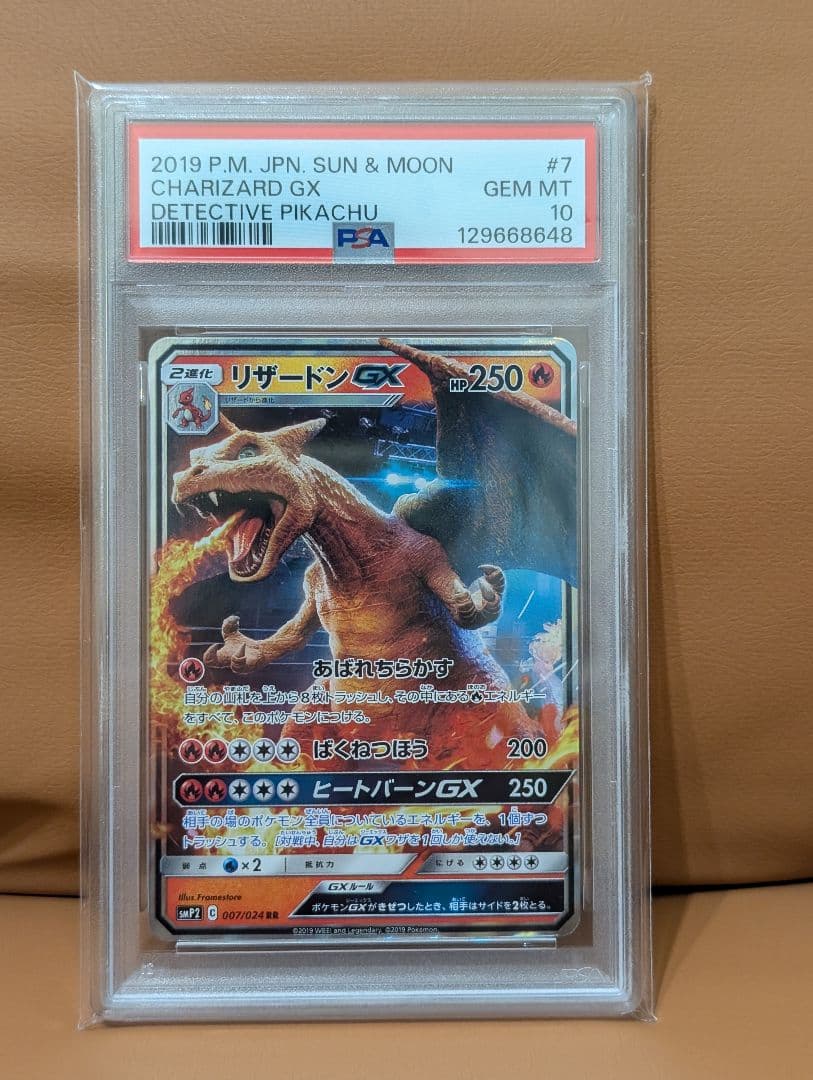 2019 P.M. JPN. SUN & MOON #7
CHARIZARD GX GEM MT
DETECTIVE PIKACHU 10
PSA 129668648
2進化 リザードンGX HP250
リザードから進化
あばれちらかす
自分の山札を上から8枚トラッシュし、その中にあるエネルギー
をすべて、このポケモンにつける。
ばくねつほう 200
ヒートバーンGX 250
相手の場のポケモン全員についているエネルギーを、1個ずつ
トラッシュする。[対戦中、自分はGXワザを1回しか使えない。]
弱点 ×2 抵抗力 にげる
GXルール
ポケモンGXがきぜつしたとき、相手はサイドを2枚とる。
Illus.Framestore
SMP2 C 007/024 RR
©2019 WBEI and Legendary. ©2019 Pokémon.